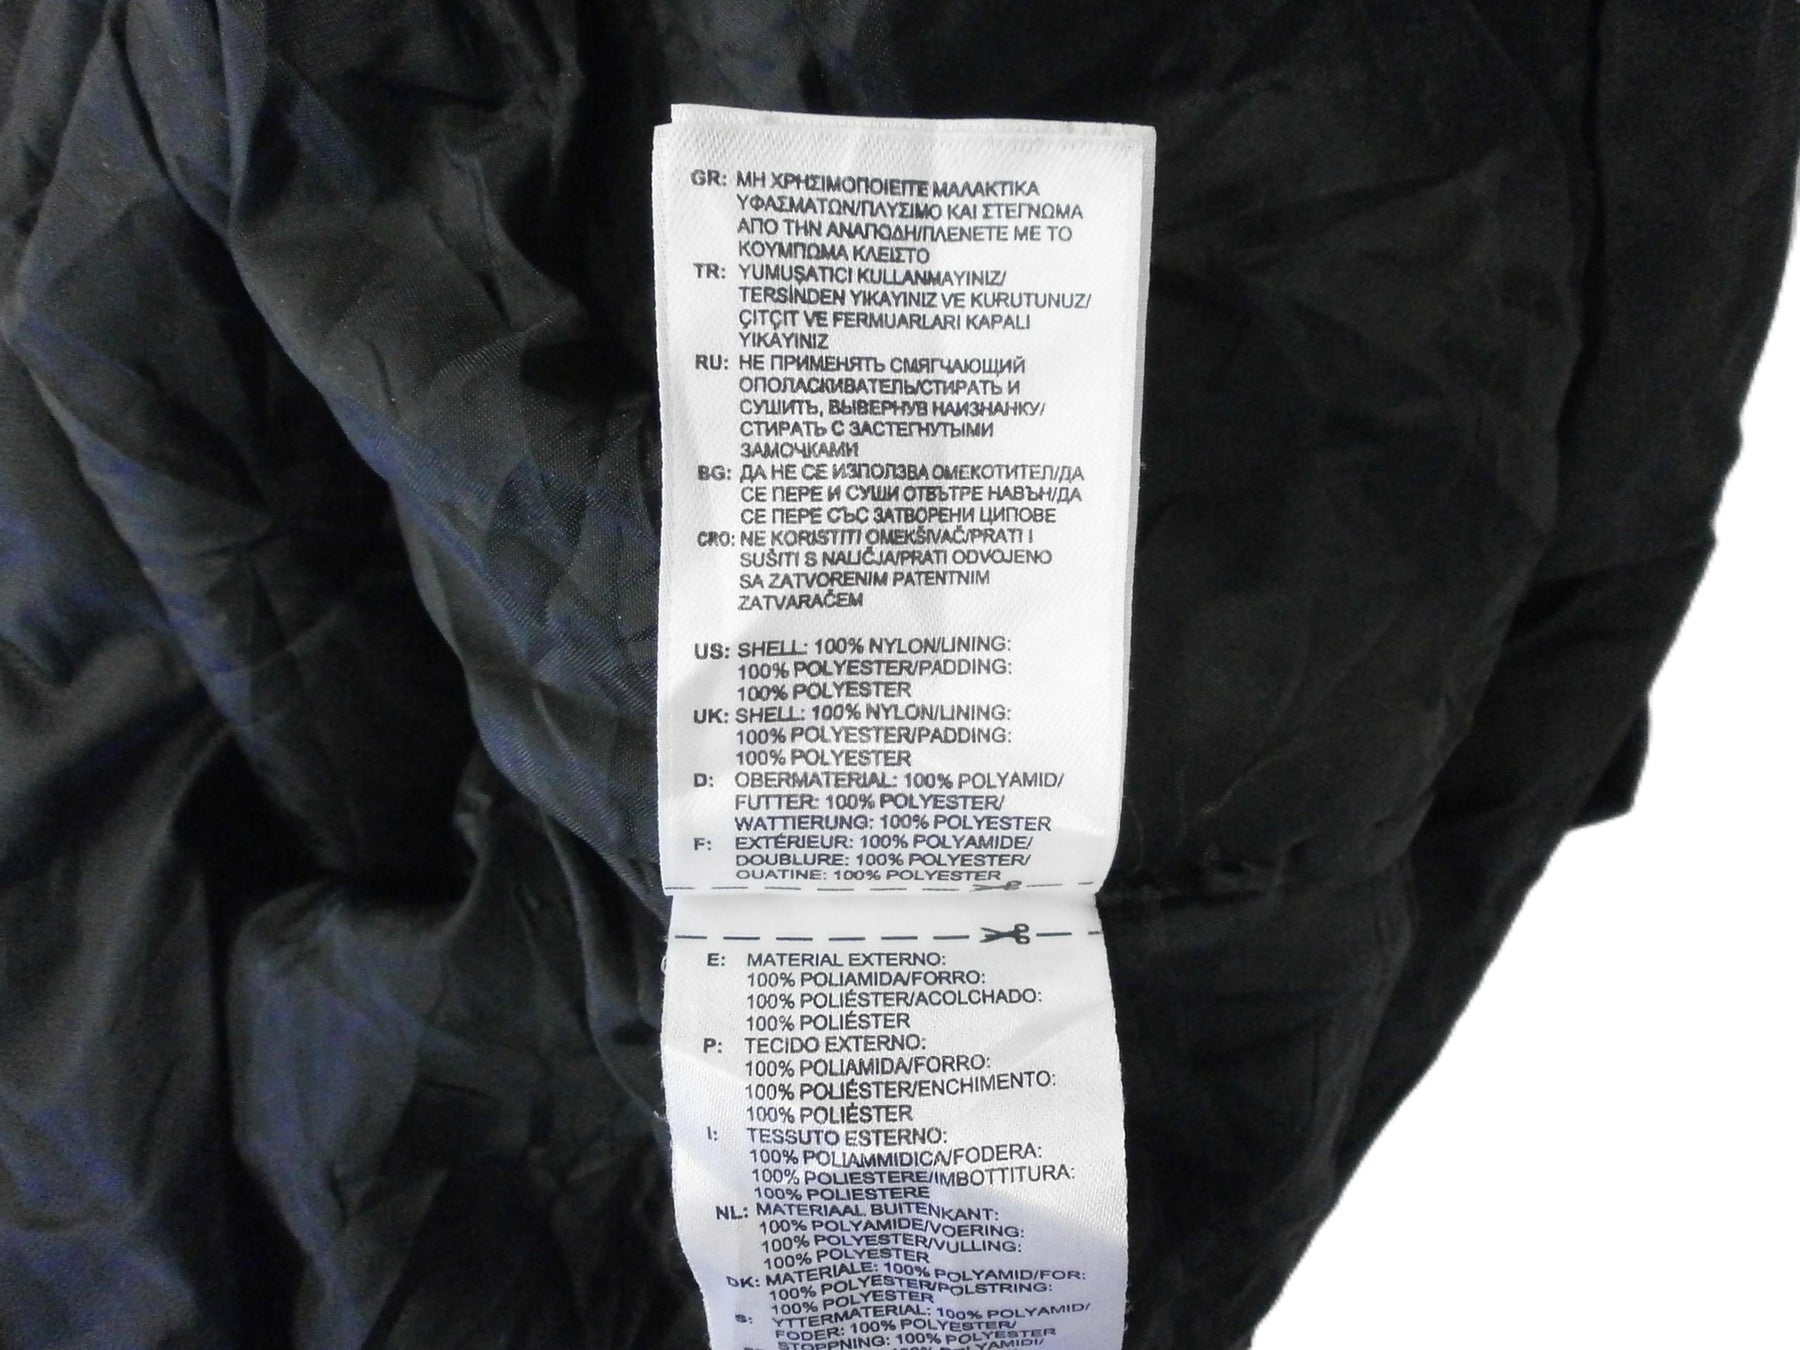 GR: ΜΗ ΧΡΗΣΙΜΟΠΟΙΕΙΤΕ ΜΑΛΑΚΤΙΚΑ
ΥΦΑΣΜΑΤΩΝ/ΠΛΥΣΙΜΟ ΚΑΙ ΣΤΕΓΝΩΜΑ
ΑΠΟ ΤΗΝ ΑΝΑΠΟΔΗ/ΠΛΕΝΕΤΕ ΜΕ ΤΟ
ΚΟΥΜΠΩΜΑ ΚΛΕΙΣΤΟ
TR: YUMUŞATICI KULLANMAYINIZ/
TERSİNDEN YIKAYINIZ VE KURUTUNUZ/
ÇITÇIT VE FERMUARLARI KAPALI
YIKAYINIZ
RU: НЕ ПРИМЕНЯТЬ СМЯГЧАЮЩИЙ
ОПОЛАСКИВАТЕЛЬ/СТИРАТЬ И
СУШИТЬ, ВЫВЕРНУВ НАИЗНАНКУ/
СТИРАТЬ С ЗАСТЕГНУТЫМИ
ЗАМОЧКАМИ
BG: ДА НЕ СЕ ИЗПОЛЗВА ОМЕКОТИТЕЛ/ДА
СЕ ПЕРЕ И СУШИ ОТВЪТРЕ НАВЪН/ДА
СЕ ПЕРЕ СЪС ЗАТВОРЕНИ ЦИПОВЕ
CRO: NE KORISTITI OMEKŠIVAČ/PRATI I
SUŠITI S NALIČJA/PRATI ODVOJENO
SA ZATVORENIM PATENTNIM
ZATVARAČEM
US: SHELL: 100% NYLON/LINING:
100% POLYESTER/PADDING:
100% POLYESTER
UK: SHELL: 100% NYLON/LINING:
100% POLYESTER/PADDING:
100% POLYESTER
D: OBERMATERIAL: 100% POLYAMID/
FUTTER: 100% POLYESTER/
WATTIERUNG: 100% POLYESTER
F: EXTÉRIEUR: 100% POLYAMIDE/
DOUBLURE: 100% POLYESTER/
OUATINE: 100% POLYESTER
E: MATERIAL EXTERNO:
100% POLIAMIDA/FORRO:
100% POLIÉSTER/ACOLCHADO:
100% POLIÉSTER
P: TECIDO EXTERNO:
100% POLIAMIDA/FORRO:
100% POLIÉSTER/ENCHIMENTO:
100% POLIÉSTER
I: TESSUTO ESTERNO:
100% POLIAMMIDICA/FODERA:
100% POLIESTERE/IMBOTTITURA:
100% POLIESTERE
NL: MATERIAAL BUITENKANT:
100% POLYAMIDE/VOERING:
100% POLYESTER/VULLING:
100% POLYESTER
DK: MATERIALE: 100% POLYAMID/FOR:
100% POLYESTER/POLSTRING:
100% POLYESTER
S: YTTERMATERIAL: 100% POLYAMID/
FODER: 100% POLYESTER/
STOPPNING: 100% POLYESTER
100% POLYAMIDI/